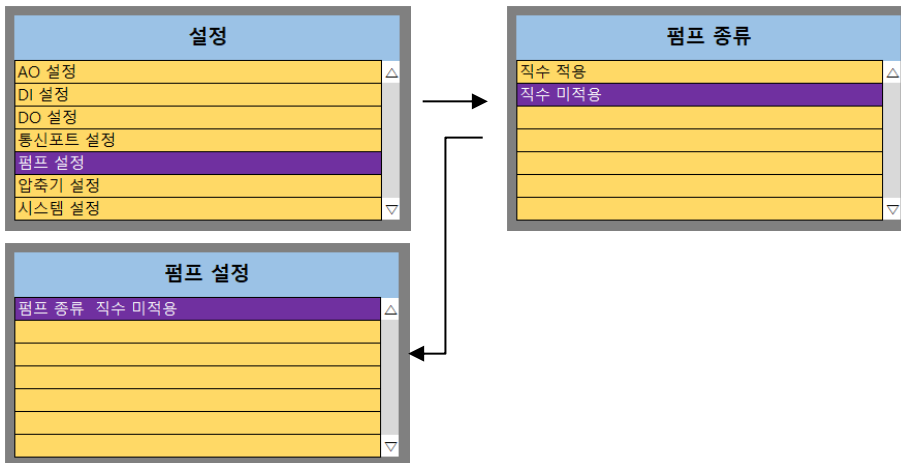 설정
AO 설정
DI 설정
DO 설정
통신포트 설정
펌프 설정
압축기 설정
시스템 설정
펌프 종류
직수 적용
직수 미적용
펌프 설정
펌프 종류  직수 미적용